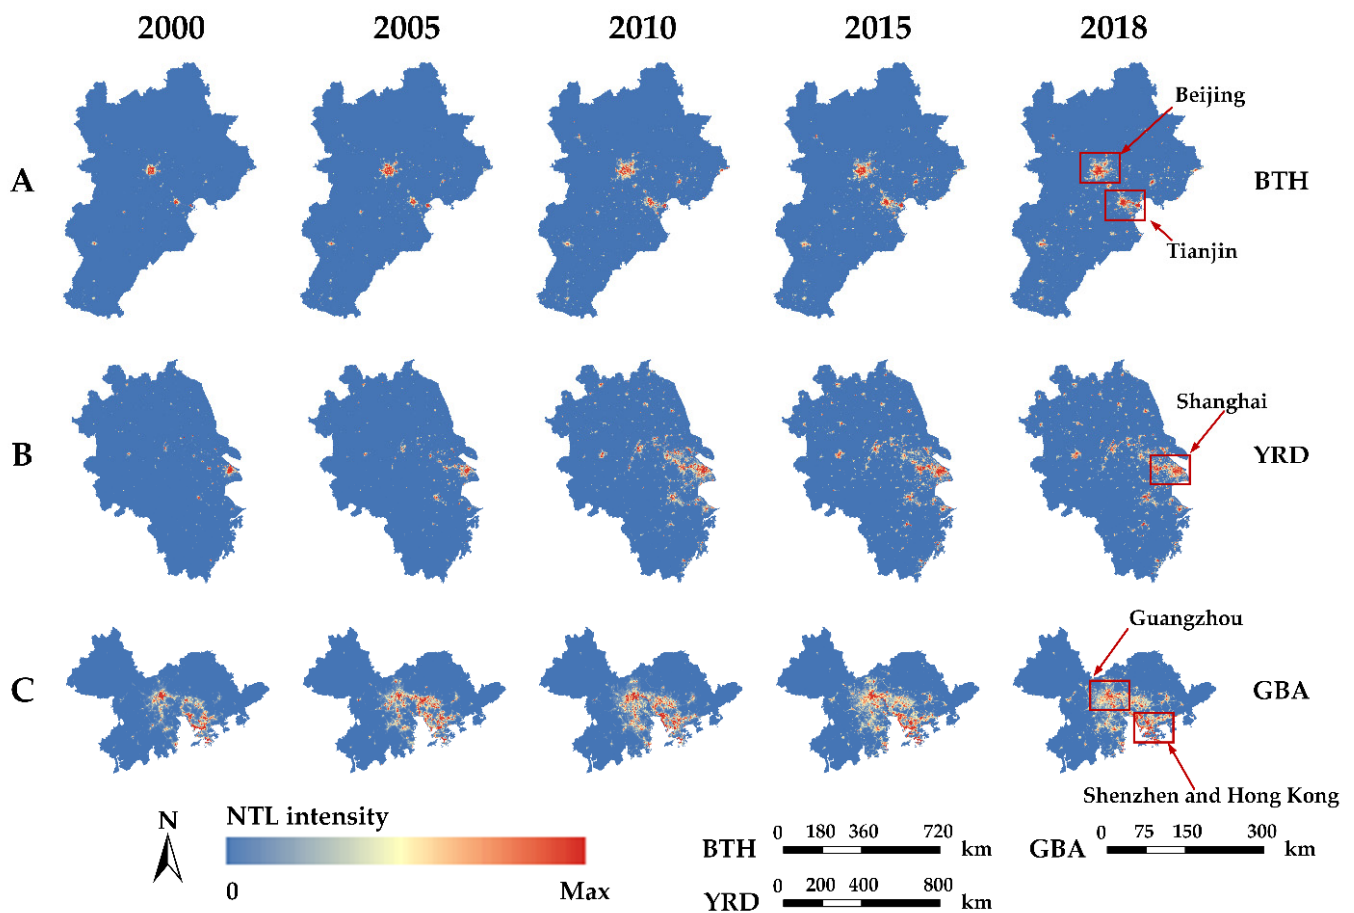 2000 2005 2010 2015 2018
Beijing
A BTH
Tianjin
Shanghai
B YRD
Guangzhou
C GBA
Shenzhen and Hong Kong
N
NTL intensity
0 Max
BTH 0 180 360 720 km
GBA 0 75 150 300 km
YRD 0 200 400 800 km